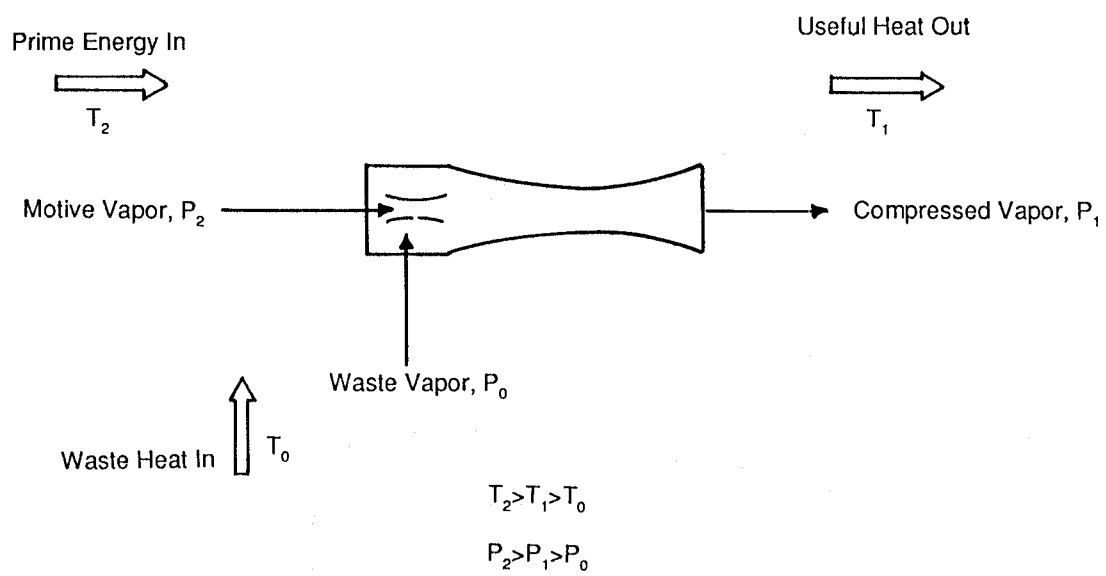 Prime Energy In
T₂
Useful Heat Out
T₁
Motive Vapor, P₂
Compressed Vapor, P₁
Waste Vapor, P₀
Waste Heat In
T₀
T₂>T₁>T₀
P₂>P₁>P₀